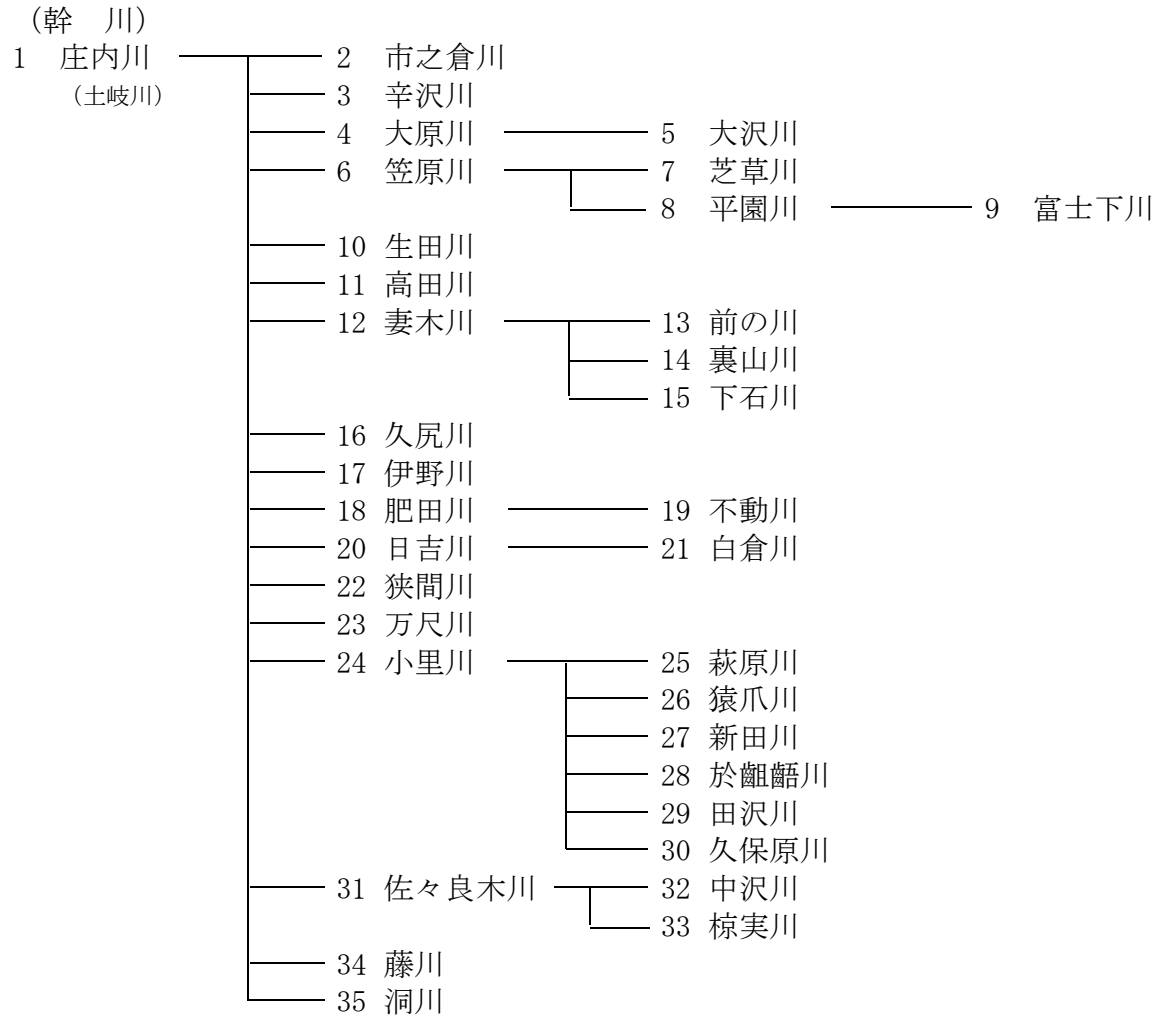 （幹　川）
1　庄内川　2　市之倉川
（土岐川）　3　辛沢川
4　大原川　5　大沢川
6　笠原川　7　芝草川
8　平園川　9　富士下川
10　生田川
11　高田川
12　妻木川　13　前の川
14　裏山川
15　下石川
16　久尻川
17　伊野川
18　肥田川　19　不動川
20　日吉川　21　白倉川
22　狭間川
23　万尺川
24　小里川　25　萩原川
26　猿爪川
27　新田川
28　於齟齬川
29　田沢川
30　久保原川
31　佐々良木川　32　中沢川
33　椋実川
34　藤川
35　洞川